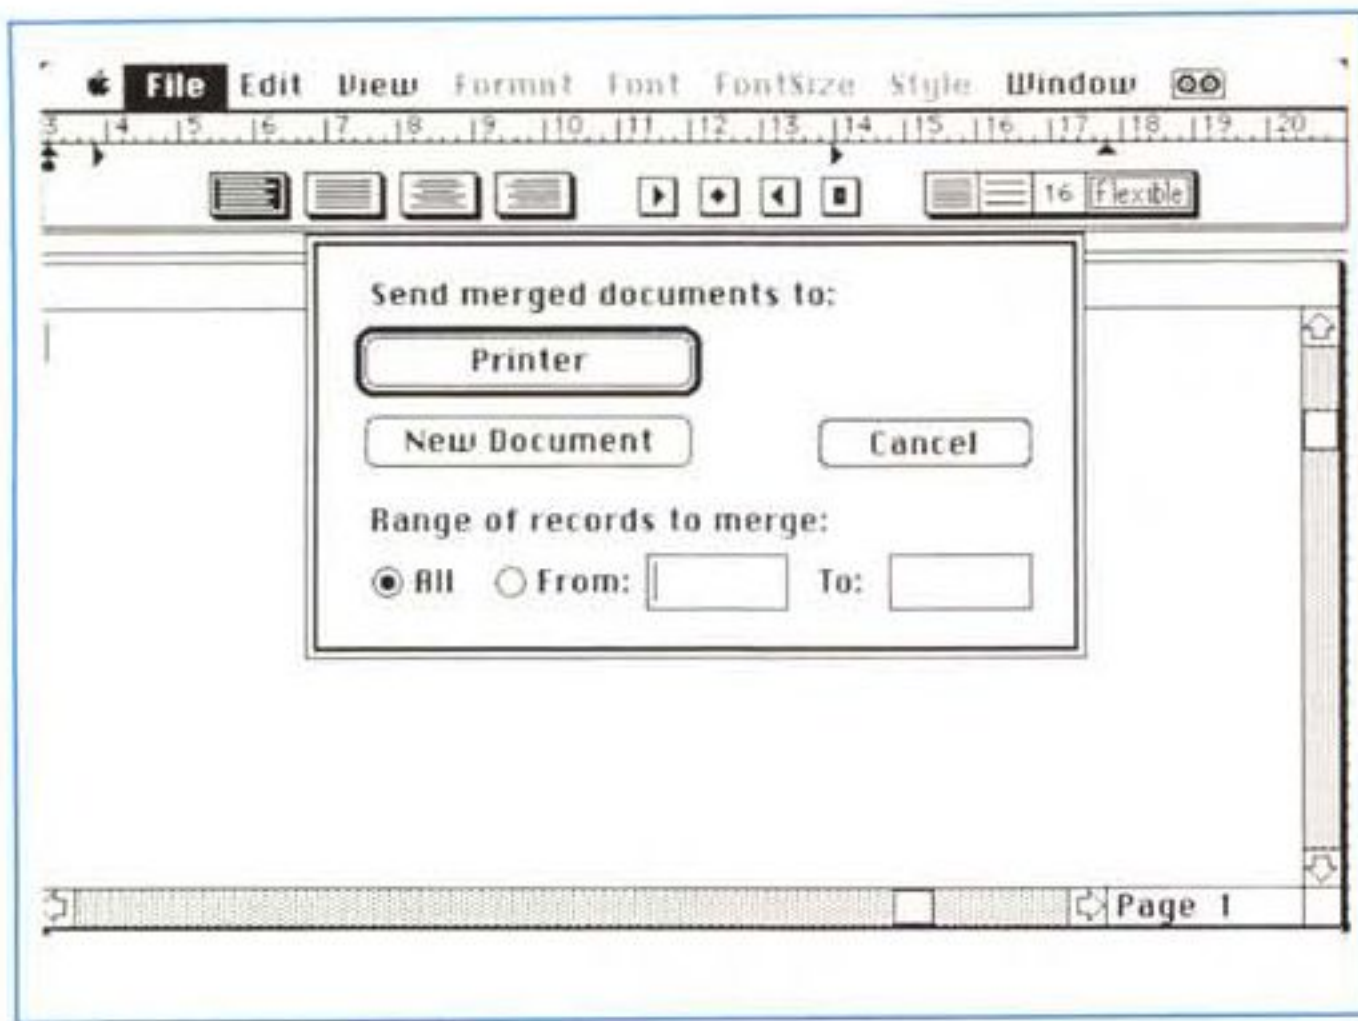 File Edit View Format Font FontSize Style Window
3 4 5 6 7 8 9 10 11 12 13 14 15 16 17 18 19 20
16 flexible
Send merged documents to:
Printer
New Document Cancel
Range of records to merge:
All From: To:
Page 1